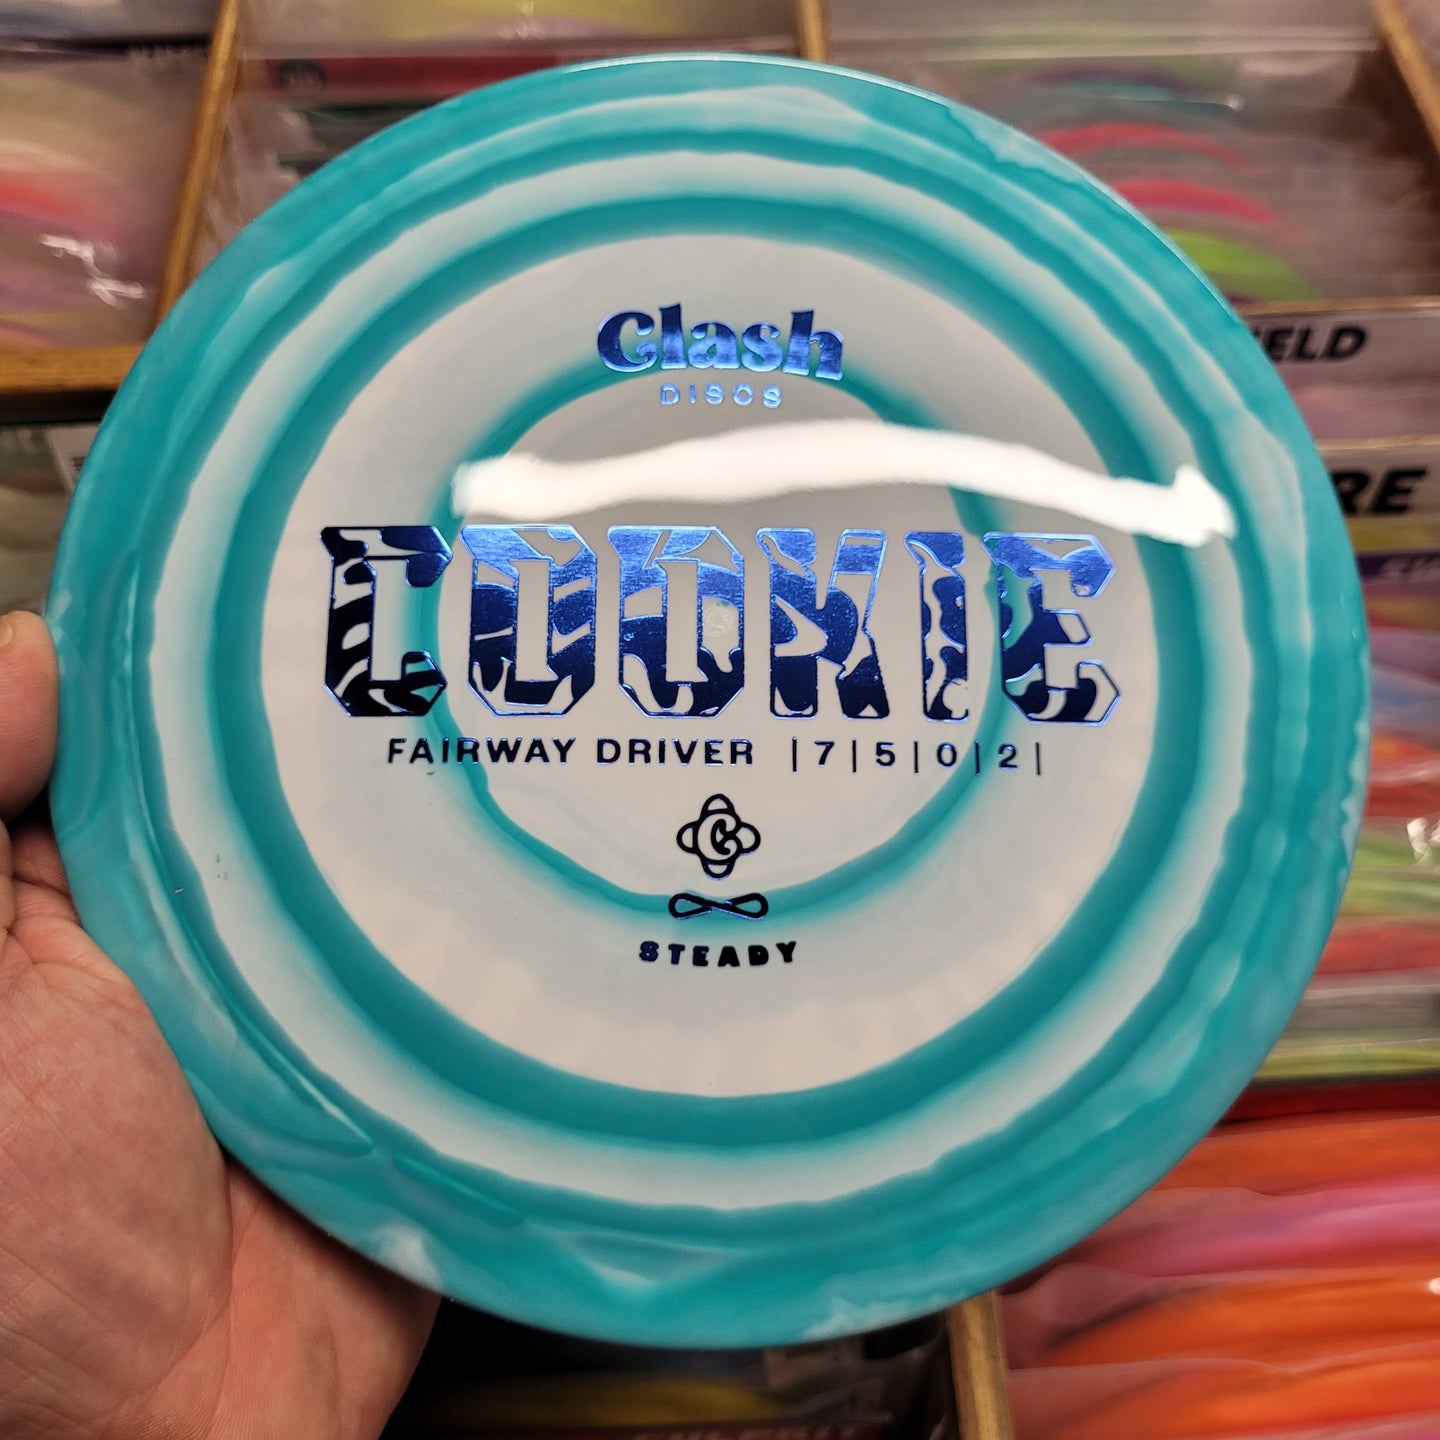 Clash
DISCS
COOKIE
FAIRWAY DRIVER |7|5|0|2|
C
STEADY